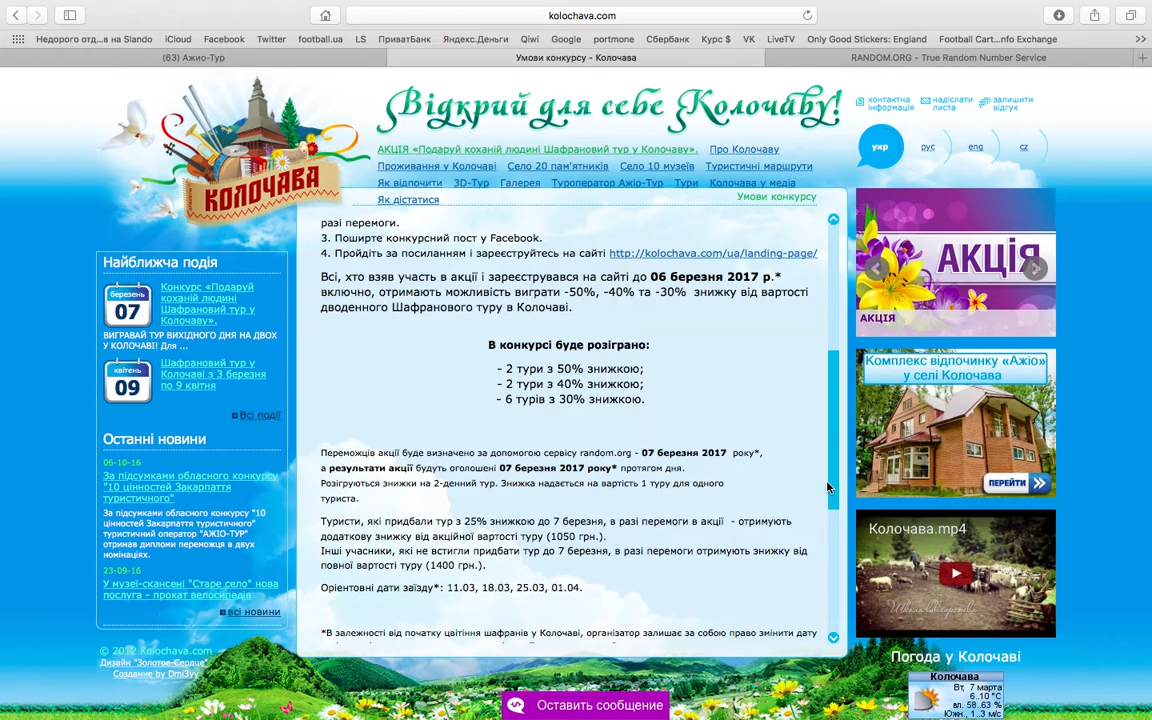 kolochava.com
Недорого отд...в на Slando
iCloud
Facebook
Twitter
football.ua
LS
ПриватБанк
Яндекс.Деньги
Qiwi
Google
portmone
Сбербанк
Курс $
VK
LiveTV
Only Good Stickers: England
Football Cart...nfo Exchange
(63) Ажио-Тур
Умови конкурсу - Колочава
RANDOM.ORG - True Random Number Service
КОЛОЧАВА
Відкрий для себе Колочаву!
контактна інформація
надіслати листа
залишити відгук
укр
рус
eng
cz
АКЦІЯ «Подаруй коханій людині Шафрановий тур у Колочаву».
Про Колочаву
Проживання у Колочаві
Село 20 пам'ятників
Село 10 музеїв
Туристичні маршрути
Як відпочити
3D-Тур
Галерея
Туроператор Ажіо-Тур
Тури
Колочава у медіа
Як дістатися
Умови конкурсу
Найближча подія
березень
07
Конкурс «Подаруй
коханій людині
Шафрановий тур у
Колочаву».
ВИГРАВАЙ ТУР ВИХІДНОГО ДНЯ НА ДВОХ
У КОЛОЧАВІ! Для ...
квітень
09
Шафрановий тур у
Колочаві з 3 березня
по 9 квітня
Всі події
Останні новини
06-10-16
За підсумками обласного конкурсу
"10 цінностей Закарпаття
туристичного"
За підсумками обласного конкурсу "10
цінностей Закарпаття туристичного"
туристичний оператор "АЖІО-ТУР"
отримав дипломи переможця в двух
номінаціях.
23-09-16
У музеї-скансені "Старе село" нова
послуга - прокат велосипедів
всі новини
© 2012 Kolochava.com
Дизайн "Золотое-Сердце"
Создание by Dmi3yy
разі перемоги.
3. Поширте конкурсний пост у Facebook.
4. Пройдіть за посиланням і зареєструйтесь на сайті http://kolochava.com/ua/landing-page/
Всі, хто взяв участь в акції і зареєструвався на сайті до 06 березня 2017 р.*
включно, отримають можливість виграти -50%, -40% та -30% знижку від вартості
дводенного Шафранового туру в Колочаві.
В конкурсі буде розіграно:
- 2 тури з 50% знижкою;
- 2 тури з 40% знижкою;
- 6 турів з 30% знижкою.
Переможців акції буде визначено за допомогою сервісу random.org - 07 березня 2017 року*,
а результати акції будуть оголошені 07 березня 2017 року* протягом дня.
Розігруються знижки на 2-денний тур. Знижка надається на вартість 1 туру для одного
туриста.
Туристи, які придбали тур з 25% знижкою до 7 березня, в разі перемоги в акції - отримують
додаткову знижку від акційної вартості туру (1050 грн.).
Інші учасники, які не встигли придбати тур до 7 березня, в разі перемоги отримують знижку від
повної вартості туру (1400 грн.).
Орієнтовні дати заїзду*: 11.03, 18.03, 25.03, 01.04.
*В залежності від початку цвітіння шафранів у Колочаві, організатор залишає за собою право змінити дату
АКЦІЯ
АКЦІЯ
Комплекс відпочинку «Ажіо»
у селі Колочава
ПЕРЕЙТИ
Колочава.mp4
Погода у Колочаві
Колочава
Вт, 7 марта
6..10 °C
вл. 58..63 %
Южн., 1..3 м/с
Оставить сообщение